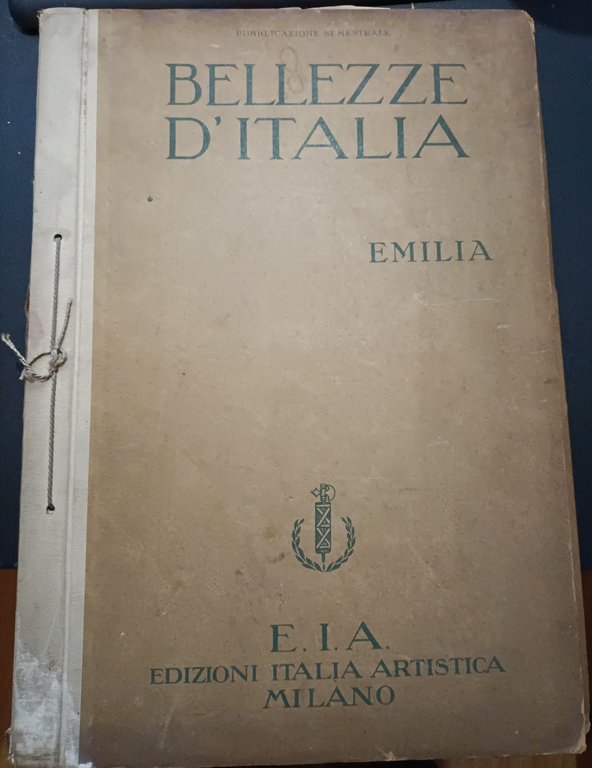 PUBBLICAZIONE SEMESTRALE
BELLEZZE
D'ITALIA
EMILIA
E. I. A.
EDIZIONI ITALIA ARTISTICA
MILANO